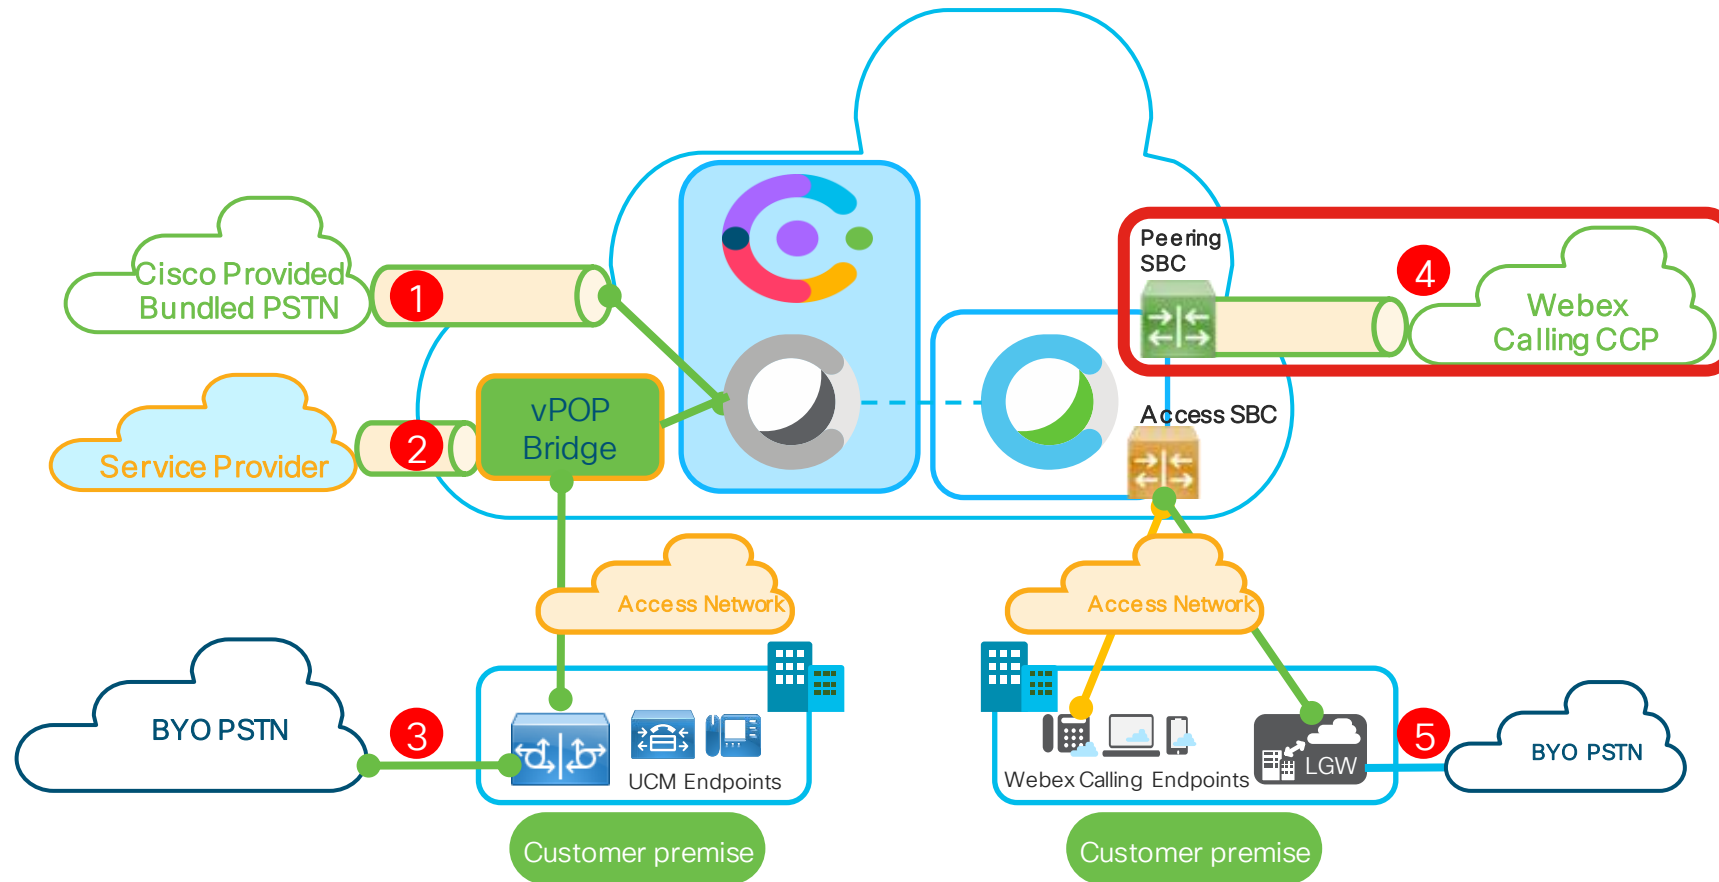 Peering
SBC
4
Cisco Provided
Bundled PSTN
1
Webex
Calling CCP
vPOP
Bridge
Access SBC
2
Service Provider
Access Network
Access Network
BYO PSTN
3
UCM Endpoints
Webex Calling Endpoints
LGW
5
BYO PSTN
Customer premise
Customer premise